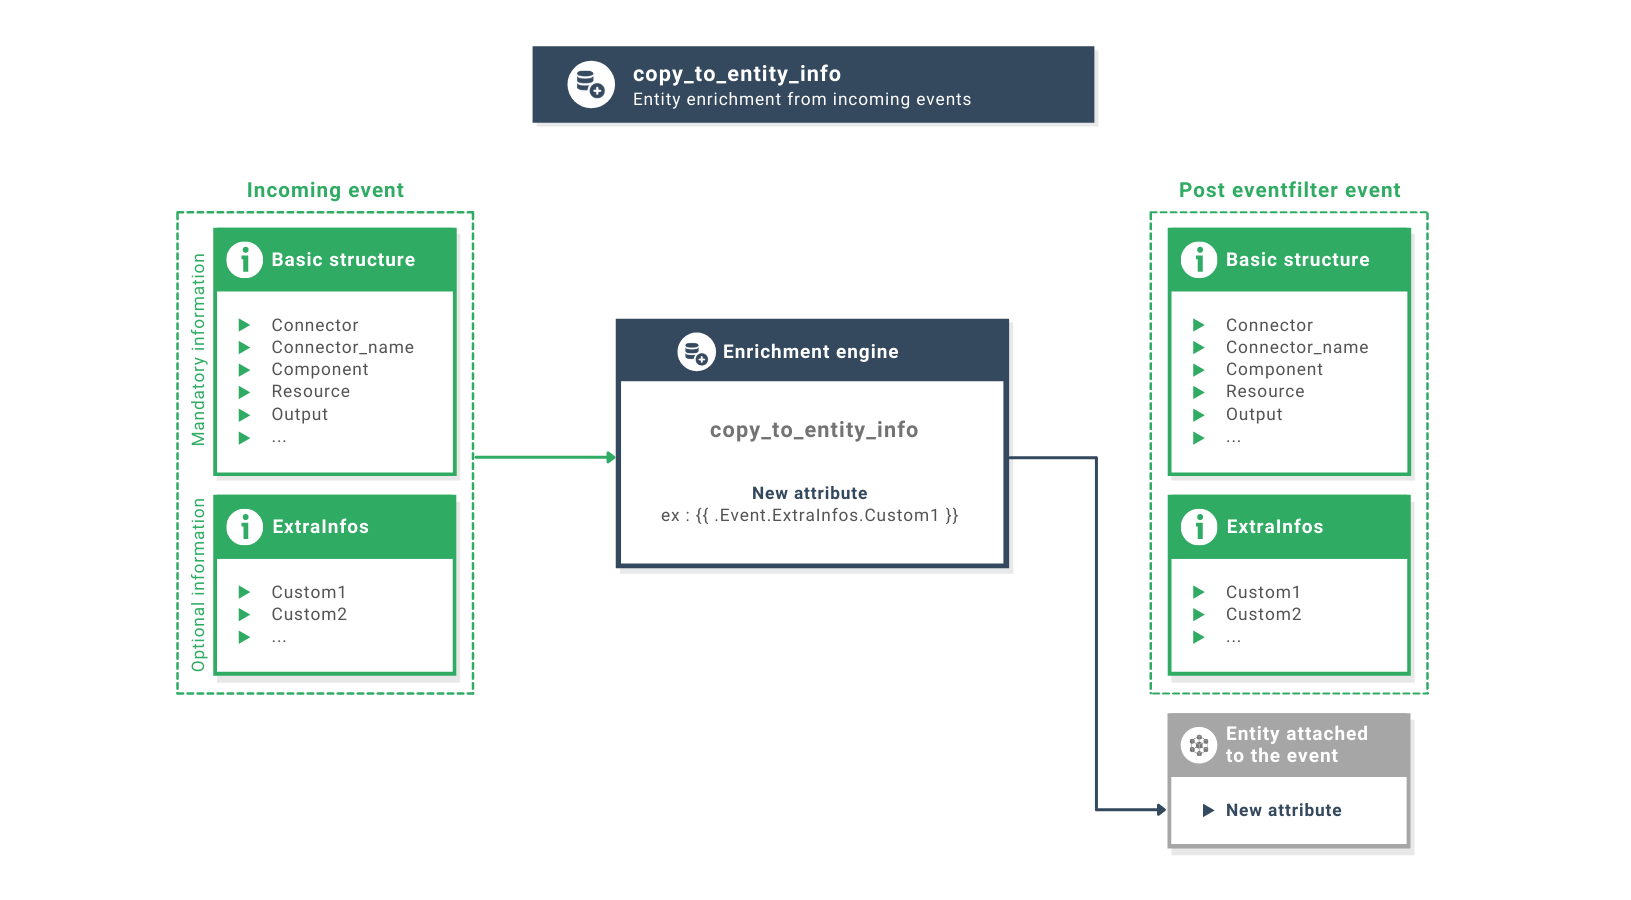 copy_to_entity_info
Entity enrichment from incoming events
Incoming event
Mandatory information
Basic structure
Connector
Connector_name
Component
Resource
Output
...
Optional information
ExtraInfos
Custom1
Custom2
...
Enrichment engine
copy_to_entity_info
New attribute
ex : {{ .Event.ExtraInfos.Custom1 }}
Post eventfilter event
Basic structure
Connector
Connector_name
Component
Resource
Output
...
ExtraInfos
Custom1
Custom2
...
Entity attached
to the event
New attribute